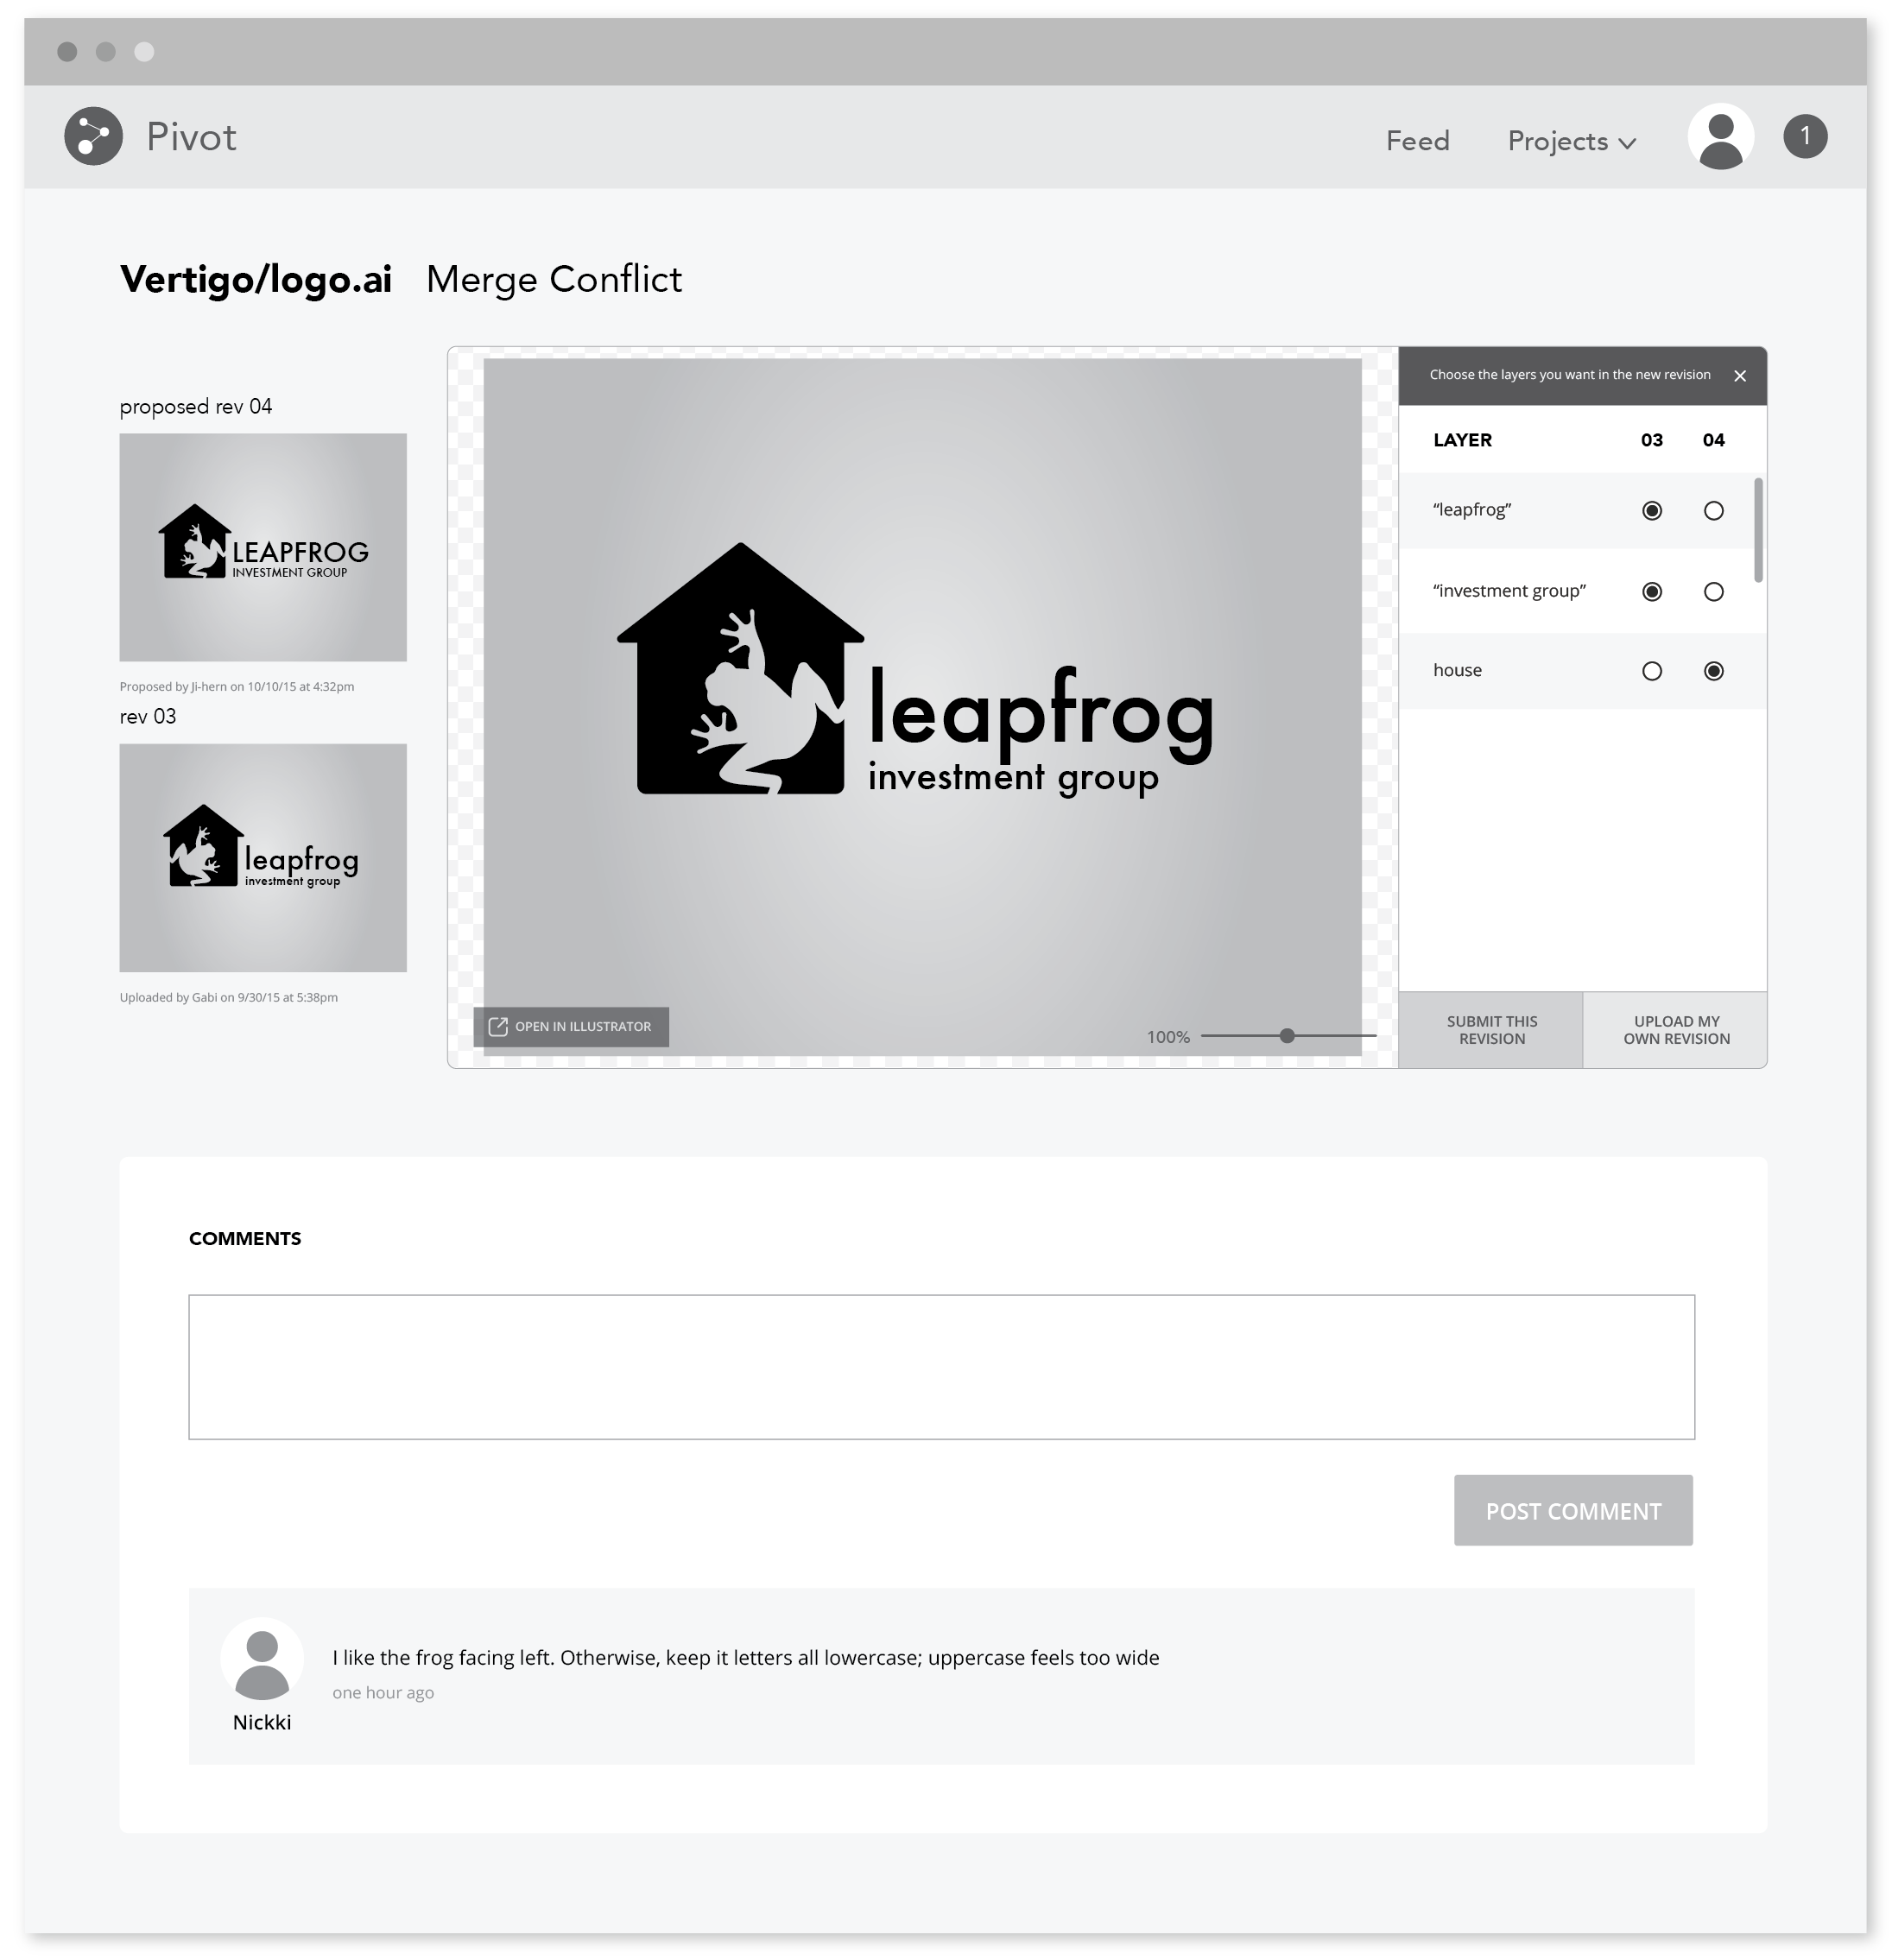 Pivot
Feed
Projects
1
Vertigo/logo.ai Merge Conflict
proposed rev 04
LEAPFROG
INVESTMENT GROUP
Proposed by Ji-hern on 10/10/15 at 4:32pm
rev 03
leapfrog
investment group
Uploaded by Gabi on 9/30/15 at 5:38pm
leapfrog
investment group
OPEN IN ILLUSTRATOR
100%
Choose the layers you want in the new revision
LAYER 03 04
“leapfrog”
“investment group”
house
SUBMIT THIS
REVISION
UPLOAD MY
OWN REVISION
COMMENTS
POST COMMENT
I like the frog facing left. Otherwise, keep it letters all lowercase; uppercase feels too wide
one hour ago
Nickki